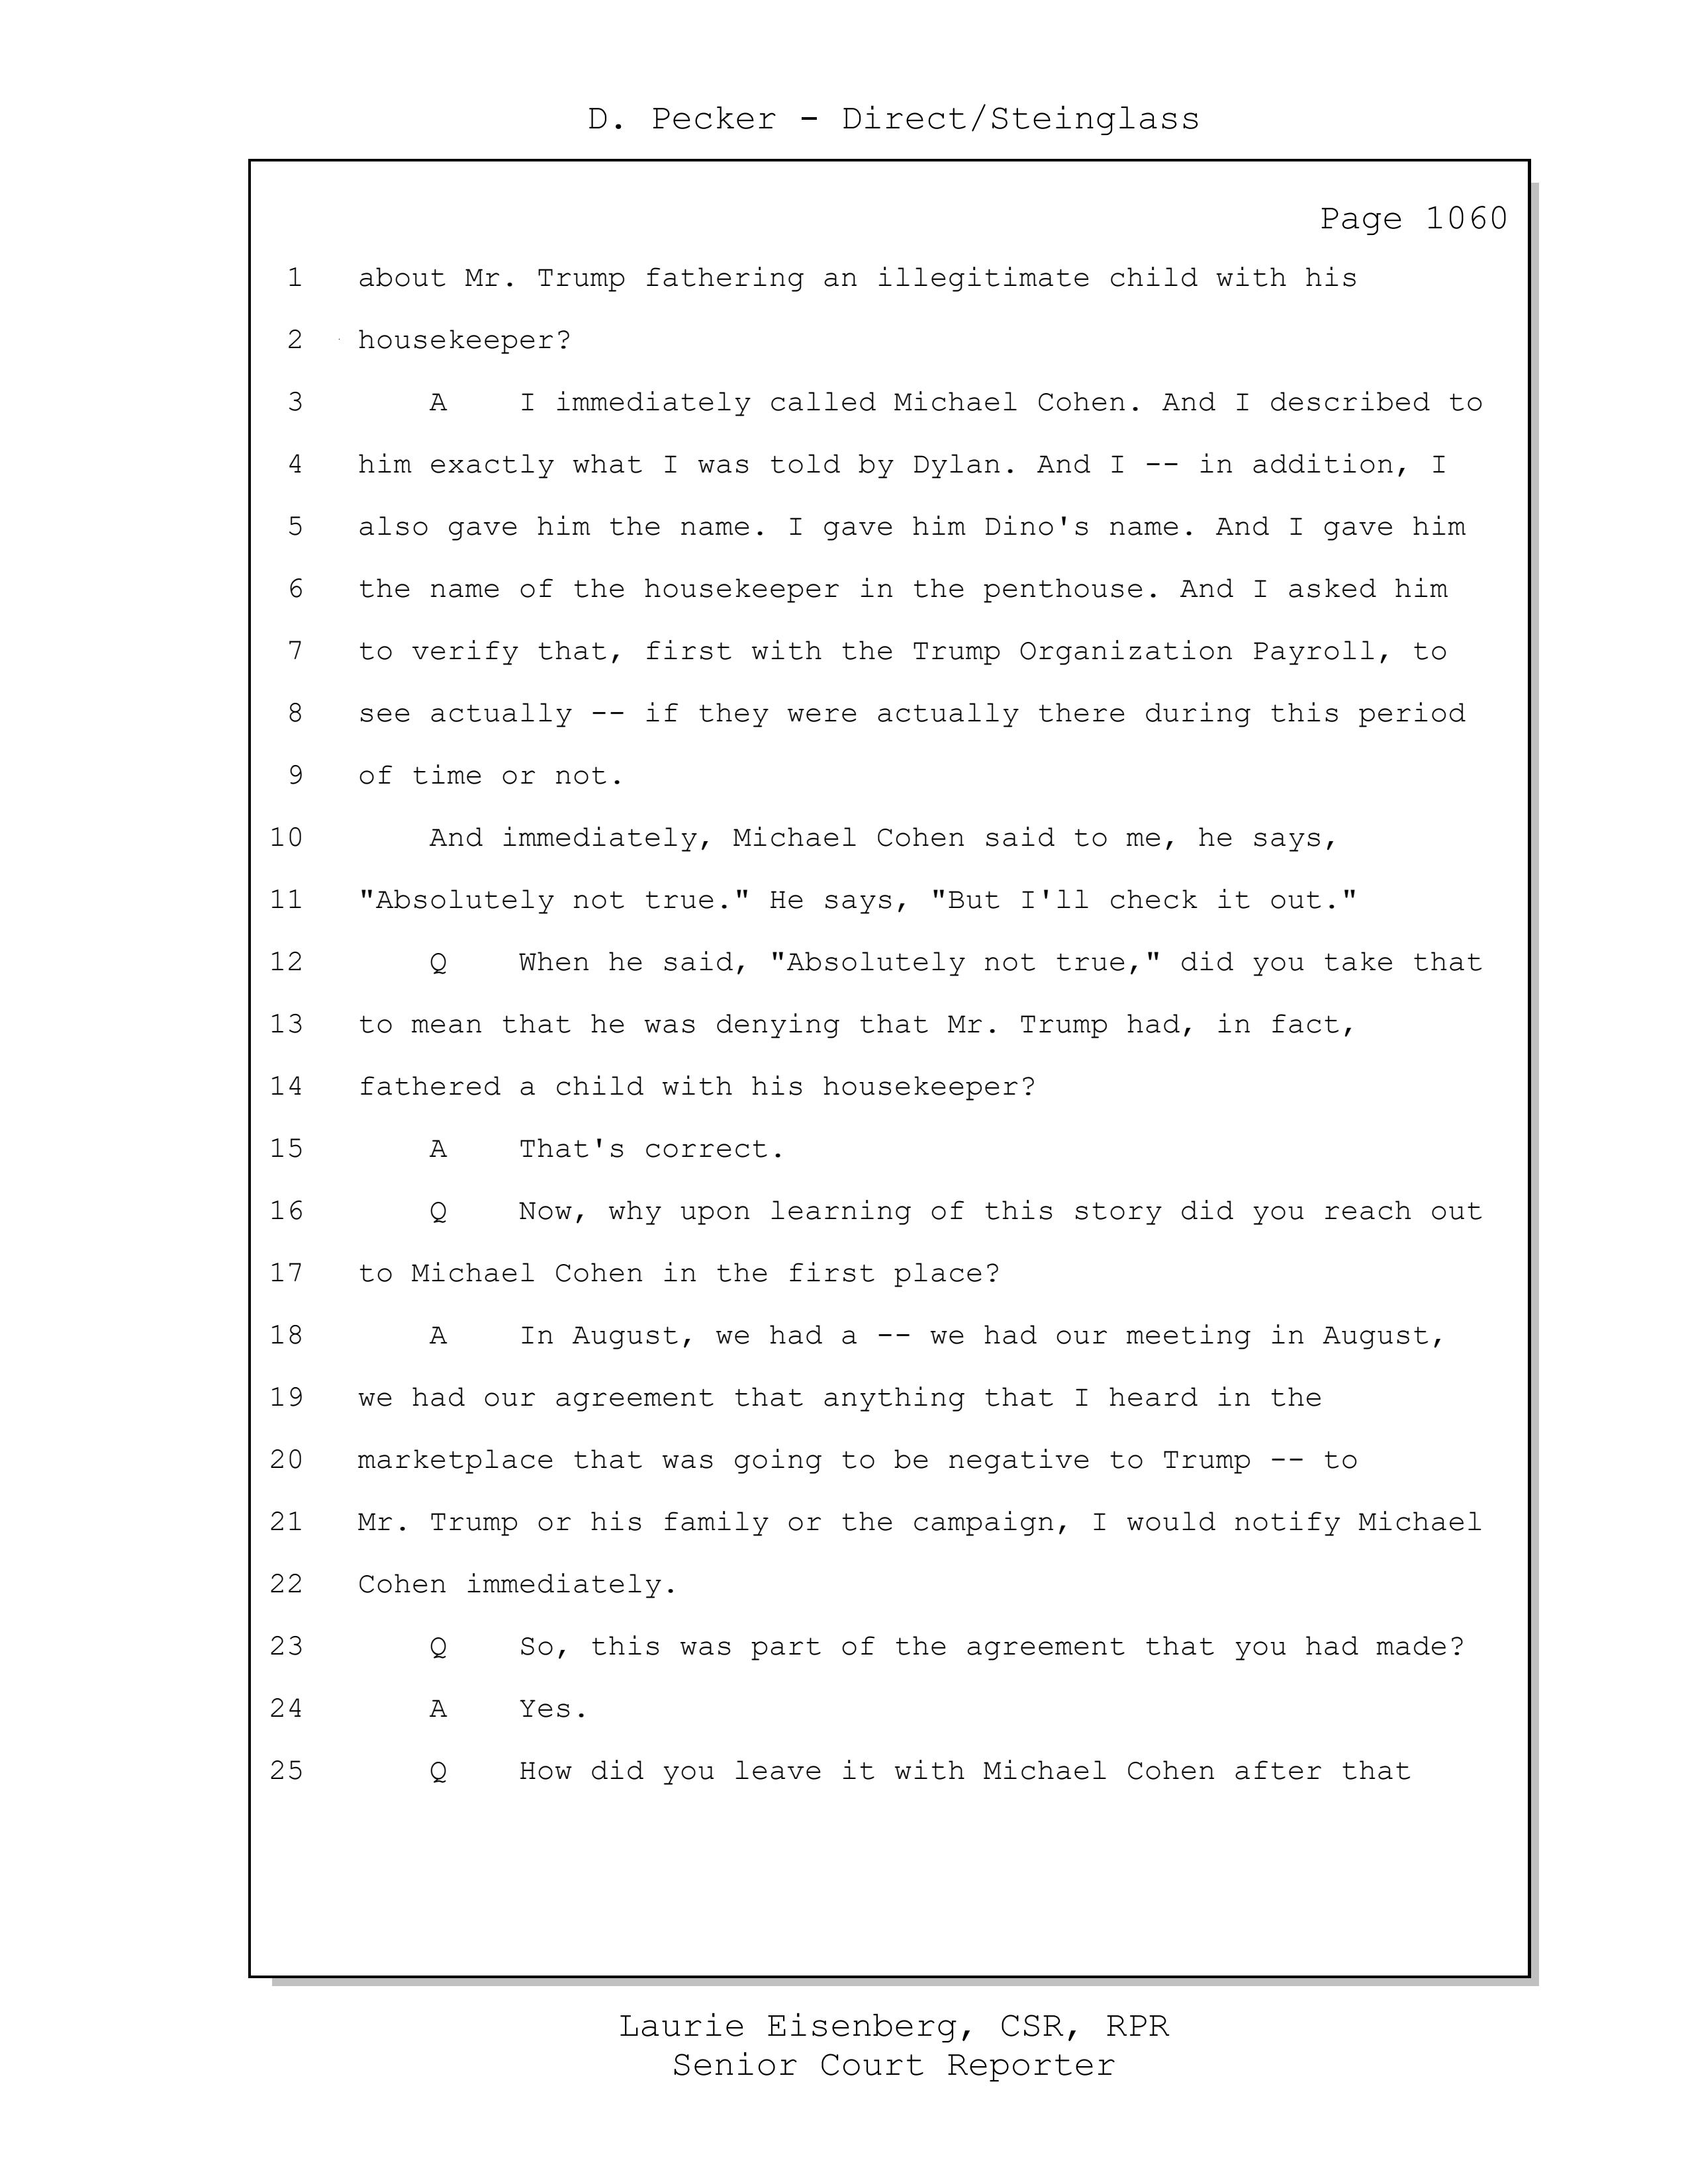 D. Pecker - Direct/Steinglass
Page 1060
1 about Mr. Trump fathering an illegitimate child with his
2 housekeeper?
3 A I immediately called Michael Cohen. And I described to
4 him exactly what I was told by Dylan. And I -- in addition, I
5 also gave him the name. I gave him Dino's name. And I gave him
6 the name of the housekeeper in the penthouse. And I asked him
7 to verify that, first with the Trump Organization Payroll, to
8 see actually -- if they were actually there during this period
9 of time or not.
10 And immediately, Michael Cohen said to me, he says,
11 "Absolutely not true." He says, "But I'll check it out."
12 Q When he said, "Absolutely not true," did you take that
13 to mean that he was denying that Mr. Trump had, in fact,
14 fathered a child with his housekeeper?
15 A That's correct.
16 Q Now, why upon learning of this story did you reach out
17 to Michael Cohen in the first place?
18 A In August, we had a -- we had our meeting in August,
19 we had our agreement that anything that I heard in the
20 marketplace that was going to be negative to Trump -- to
21 Mr. Trump or his family or the campaign, I would notify Michael
22 Cohen immediately.
23 Q So, this was part of the agreement that you had made?
24 A Yes.
25 Q How did you leave it with Michael Cohen after that
Laurie Eisenberg, CSR, RPR
Senior Court Reporter